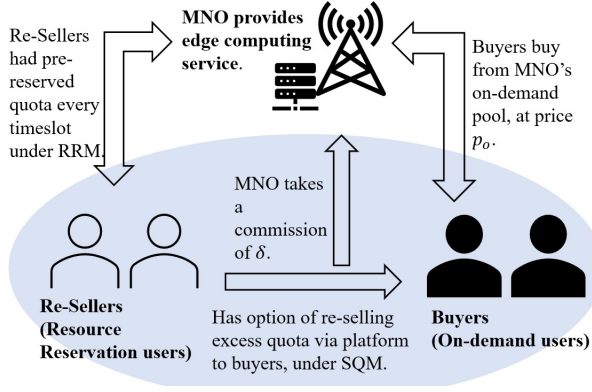 Re-Sellers
had pre-
reserved
quota every
timeslot
under RRM.
MNO provides
edge computing
service.
Buyers buy
from MNO's
on-demand
pool, at price
pₒ.
MNO takes
a
commission
of δ.
Re-Sellers
(Resource
Reservation users)
Has option of re-selling
excess quota via platform
to buyers, under SQM.
Buyers
(On-demand users)